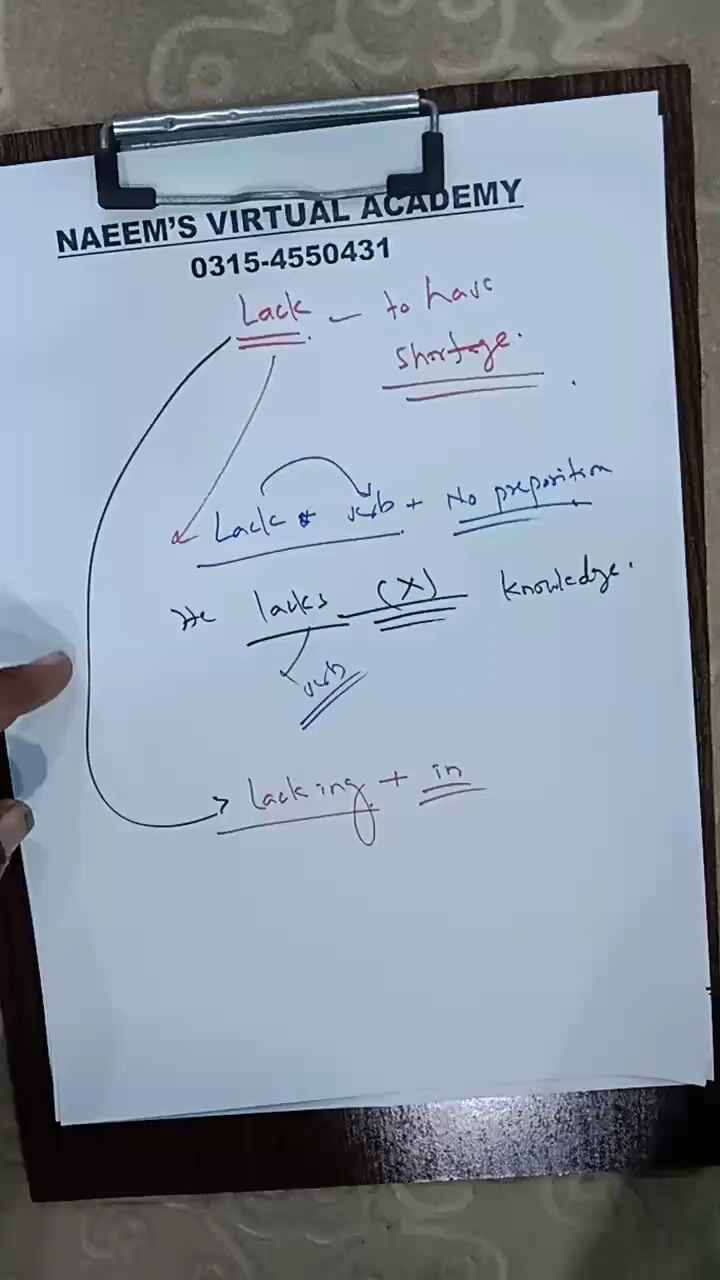 NAEEM'S VIRTUAL ACADEMY
0315-4550431
Lack - to have
shortage.
Lack verb + No preposition
He lacks (X) knowledge.
verb
lacking + in